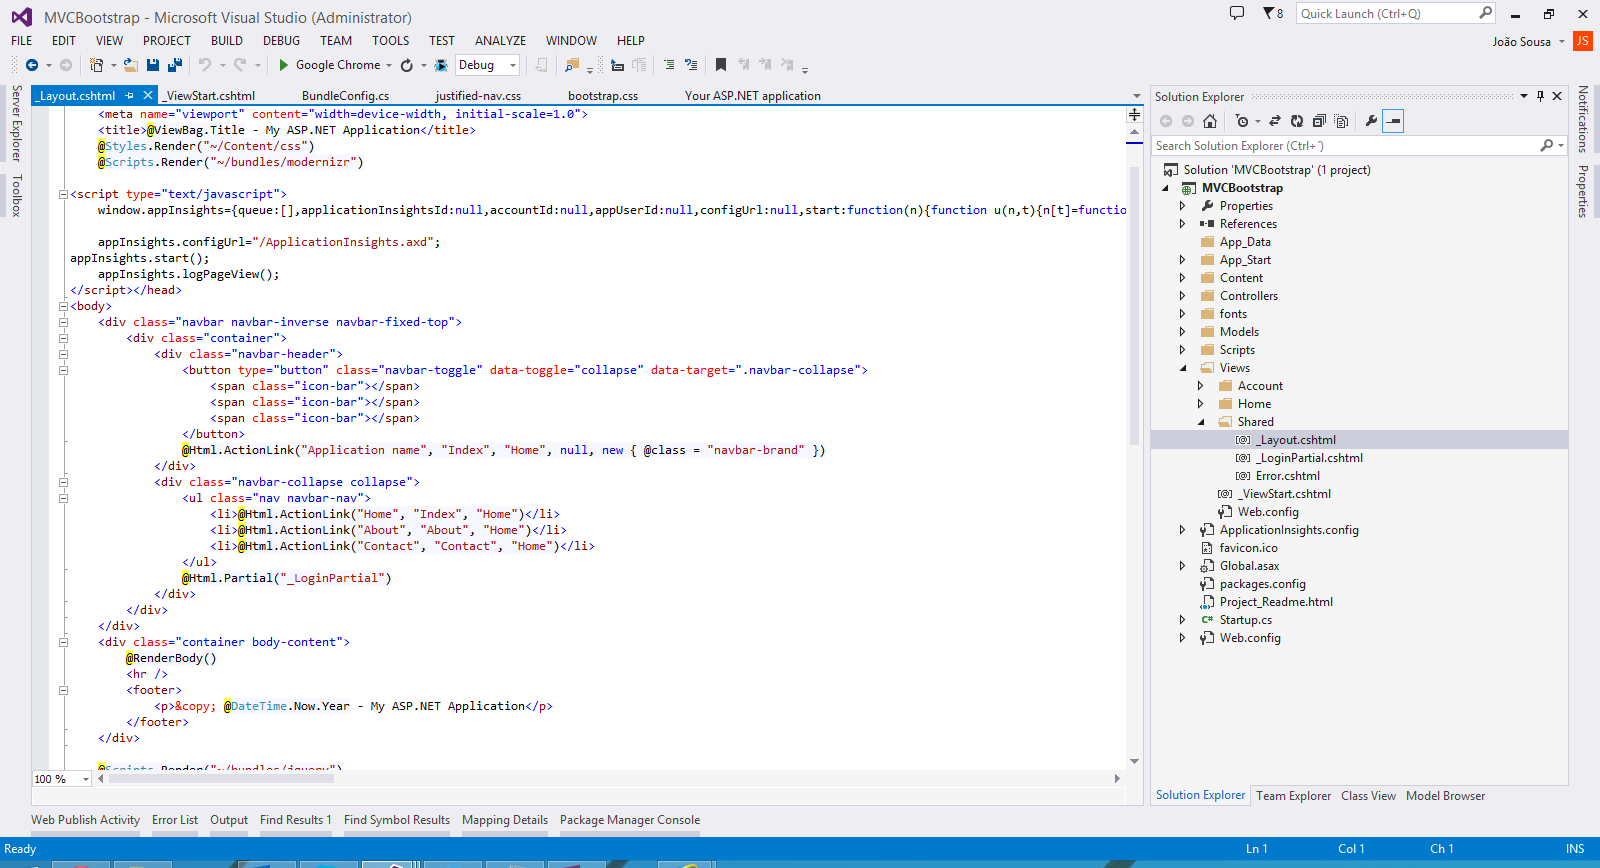 MVCBootstrap - Microsoft Visual Studio (Administrator)
8
Quick Launch (Ctrl+Q)
FILE EDIT VIEW PROJECT BUILD DEBUG TEAM TOOLS TEST ANALYZE WINDOW HELP
João Sousa
JS
Google Chrome
Debug
Server Explorer
Toolbox
_Layout.cshtml
_ViewStart.cshtml
BundleConfig.cs
justified-nav.css
bootstrap.css
Your ASP.NET application
<meta name="viewport" content="width=device-width, initial-scale=1.0">
<title>@ViewBag.Title - My ASP.NET Application</title>
@Styles.Render("~/Content/css")
@Scripts.Render("~/bundles/modernizr")
<script type="text/javascript">
window.appInsights={queue:[],applicationInsightsId:null,accountId:null,appUserId:null,configUrl:null,start:function(n){function u(n,t){n[t]=functio
appInsights.configUrl="/ApplicationInsights.axd";
appInsights.start();
appInsights.logPageView();
</script></head>
<body>
<div class="navbar navbar-inverse navbar-fixed-top">
<div class="container">
<div class="navbar-header">
<button type="button" class="navbar-toggle" data-toggle="collapse" data-target=".navbar-collapse">
<span class="icon-bar"></span>
<span class="icon-bar"></span>
<span class="icon-bar"></span>
</button>
@Html.ActionLink("Application name", "Index", "Home", null, new { @class = "navbar-brand" })
</div>
<div class="navbar-collapse collapse">
<ul class="nav navbar-nav">
<li>@Html.ActionLink("Home", "Index", "Home")</li>
<li>@Html.ActionLink("About", "About", "Home")</li>
<li>@Html.ActionLink("Contact", "Contact", "Home")</li>
</ul>
@Html.Partial("_LoginPartial")
</div>
</div>
</div>
<div class="container body-content">
@RenderBody()
<hr />
<footer>
<p>&copy; @DateTime.Now.Year - My ASP.NET Application</p>
</footer>
</div>
@Scripts.Render("~/bundles/jquery")
100 %
Solution Explorer
Search Solution Explorer (Ctrl+´)
Solution 'MVCBootstrap' (1 project)
MVCBootstrap
Properties
References
App_Data
App_Start
Content
Controllers
fonts
Models
Scripts
Views
Account
Home
Shared
_Layout.cshtml
_LoginPartial.cshtml
Error.cshtml
_ViewStart.cshtml
Web.config
ApplicationInsights.config
favicon.ico
Global.asax
packages.config
Project_Readme.html
Startup.cs
Web.config
Solution Explorer Team Explorer Class View Model Browser
Notifications
Properties
Web Publish Activity Error List Output Find Results 1 Find Symbol Results Mapping Details Package Manager Console
Ready
Ln 1
Col 1
Ch 1
INS